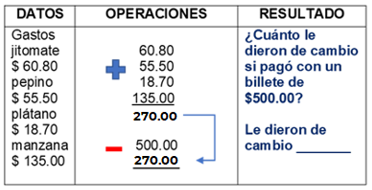 DATOS
OPERACIONES
RESULTADO
Gastos
jitomate
$ 60.80
pepino
$ 55.50
plátano
$ 18.70
manzana
$ 135.00
60.80
+ 55.50
18.70
135.00
270.00
- 500.00
270.00
¿Cuánto le
dieron de cambio
si pagó con un
billete de
$500.00?
Le dieron de
cambio _______